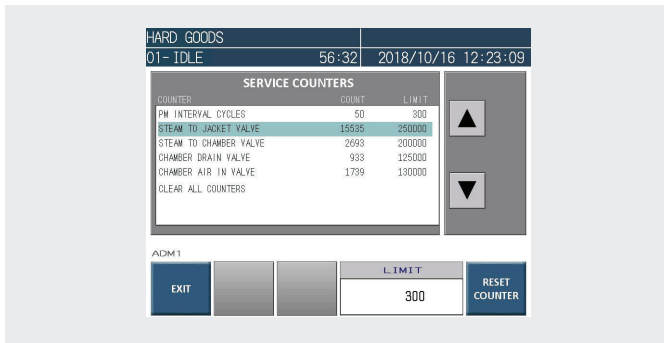 HARD GOODS
01- IDLE 56:32 2018/10/16 12:23:09
SERVICE COUNTERS
COUNTER COUNT LIMIT
PM INTERVAL CYCLES 50 300
STEAM TO JACKET VALVE 15535 250000
STEAM TO CHAMBER VALVE 2693 200000
CHAMBER DRAIN VALVE 933 125000
CHAMBER AIR IN VALVE 1739 130000
CLEAR ALL COUNTERS
ADM1
EXIT
LIMIT
300
RESET
COUNTER